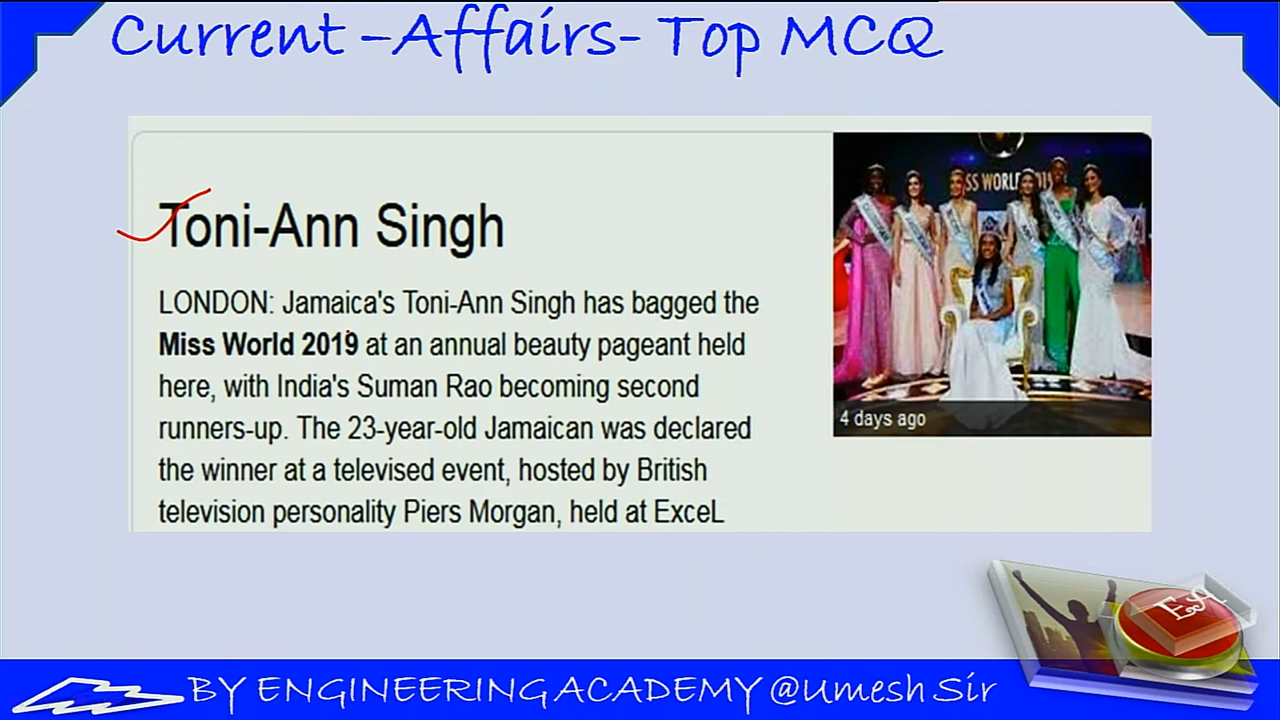 Current -Affairs- Top MCQ
SS WORLD
Toni-Ann Singh
LONDON: Jamaica's Toni-Ann Singh has bagged the
Miss World 2019 at an annual beauty pageant held
here, with India's Suman Rao becoming second
runners-up. The 23-year-old Jamaican was declared
the winner at a televised event, hosted by British
television personality Piers Morgan, held at ExceL
4 days ago
EA
BY ENGINEERING ACADEMY @Umesh Sir